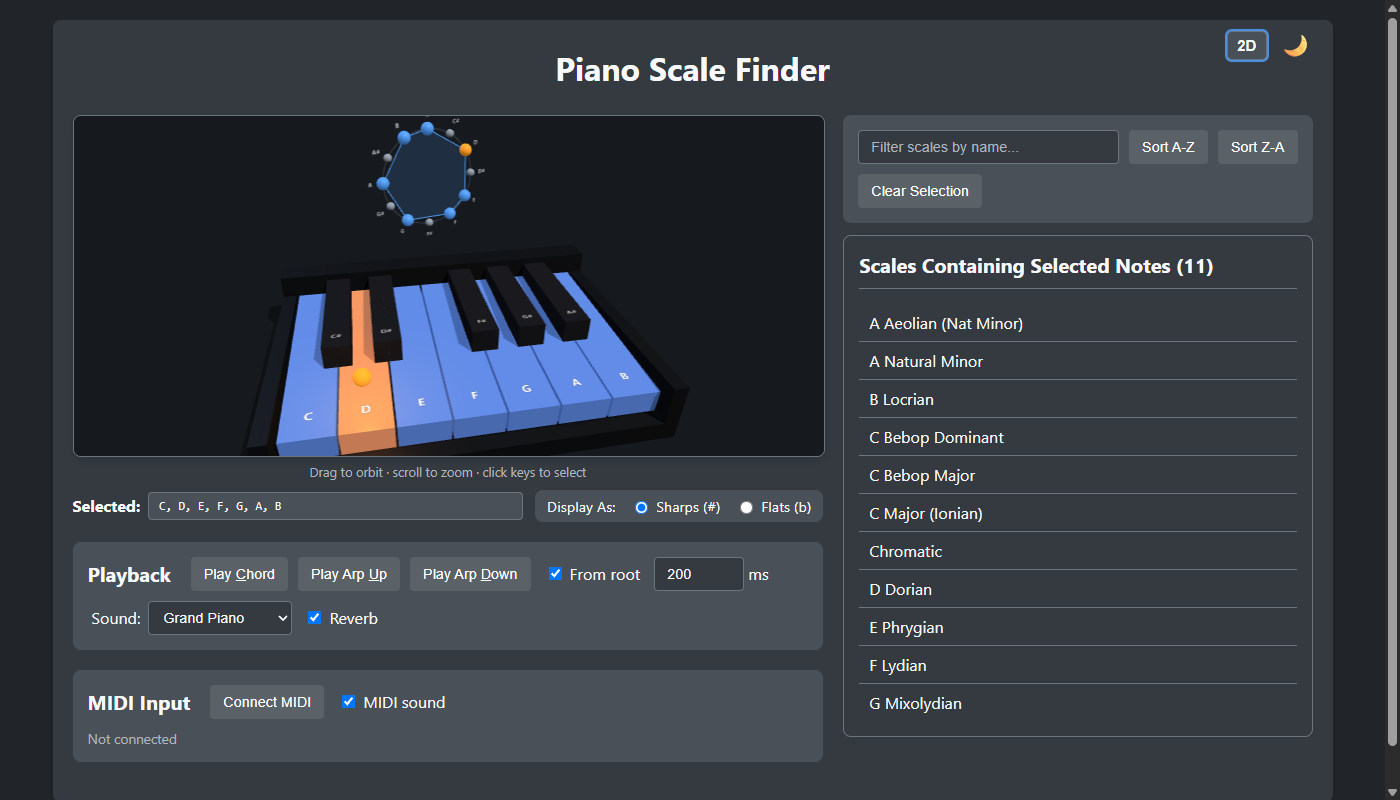 2D
Piano Scale Finder
C#
B
D
A#
D#
A
E
G#
F
G
F#
C#
D#
F#
G#
A#
C
D
E
F
G
A
B
Drag to orbit · scroll to zoom · click keys to select
Selected: C, D, E, F, G, A, B
Display As: Sharps (#) Flats (b)
Playback Play Chord Play Arp Up Play Arp Down From root 200 ms
Sound: Grand Piano Reverb
MIDI Input Connect MIDI MIDI sound
Not connected
Filter scales by name... Sort A-Z Sort Z-A
Clear Selection
Scales Containing Selected Notes (11)
A Aeolian (Nat Minor)
A Natural Minor
B Locrian
C Bebop Dominant
C Bebop Major
C Major (Ionian)
Chromatic
D Dorian
E Phrygian
F Lydian
G Mixolydian